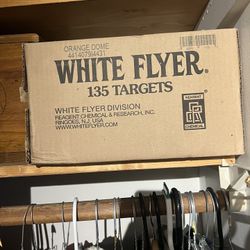 ORANGE DOME
WHITE FLYER®
135 TARGETS
WHITE FLYER DIVISION
REAGENT CHEMICAL & RESEARCH, INC.
RINGOES, N.J. USA
WWW.WHITEFLYER.COM
REAGENT
CHEMICAL